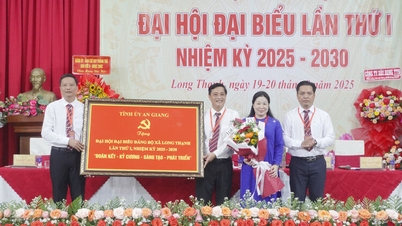 ĐẠI HỘI ĐẠI BIỂU LẦN THỨ I
NHIỆM KỲ 2025 - 2030
Long Thạnh, ngày 19-20 tháng 2025
TỈNH ỦY AN GIANG
Tặng
ĐẠI HỘI ĐẠI BIỂU ĐẢNG BỘ XÃ LONG THẠNH
LẦN THỨ I, NHIỆM KỲ 2025 - 2030
"ĐOÀN KẾT - KỶ CƯƠNG - SÁNG TẠO - PHÁT TRIỂN"